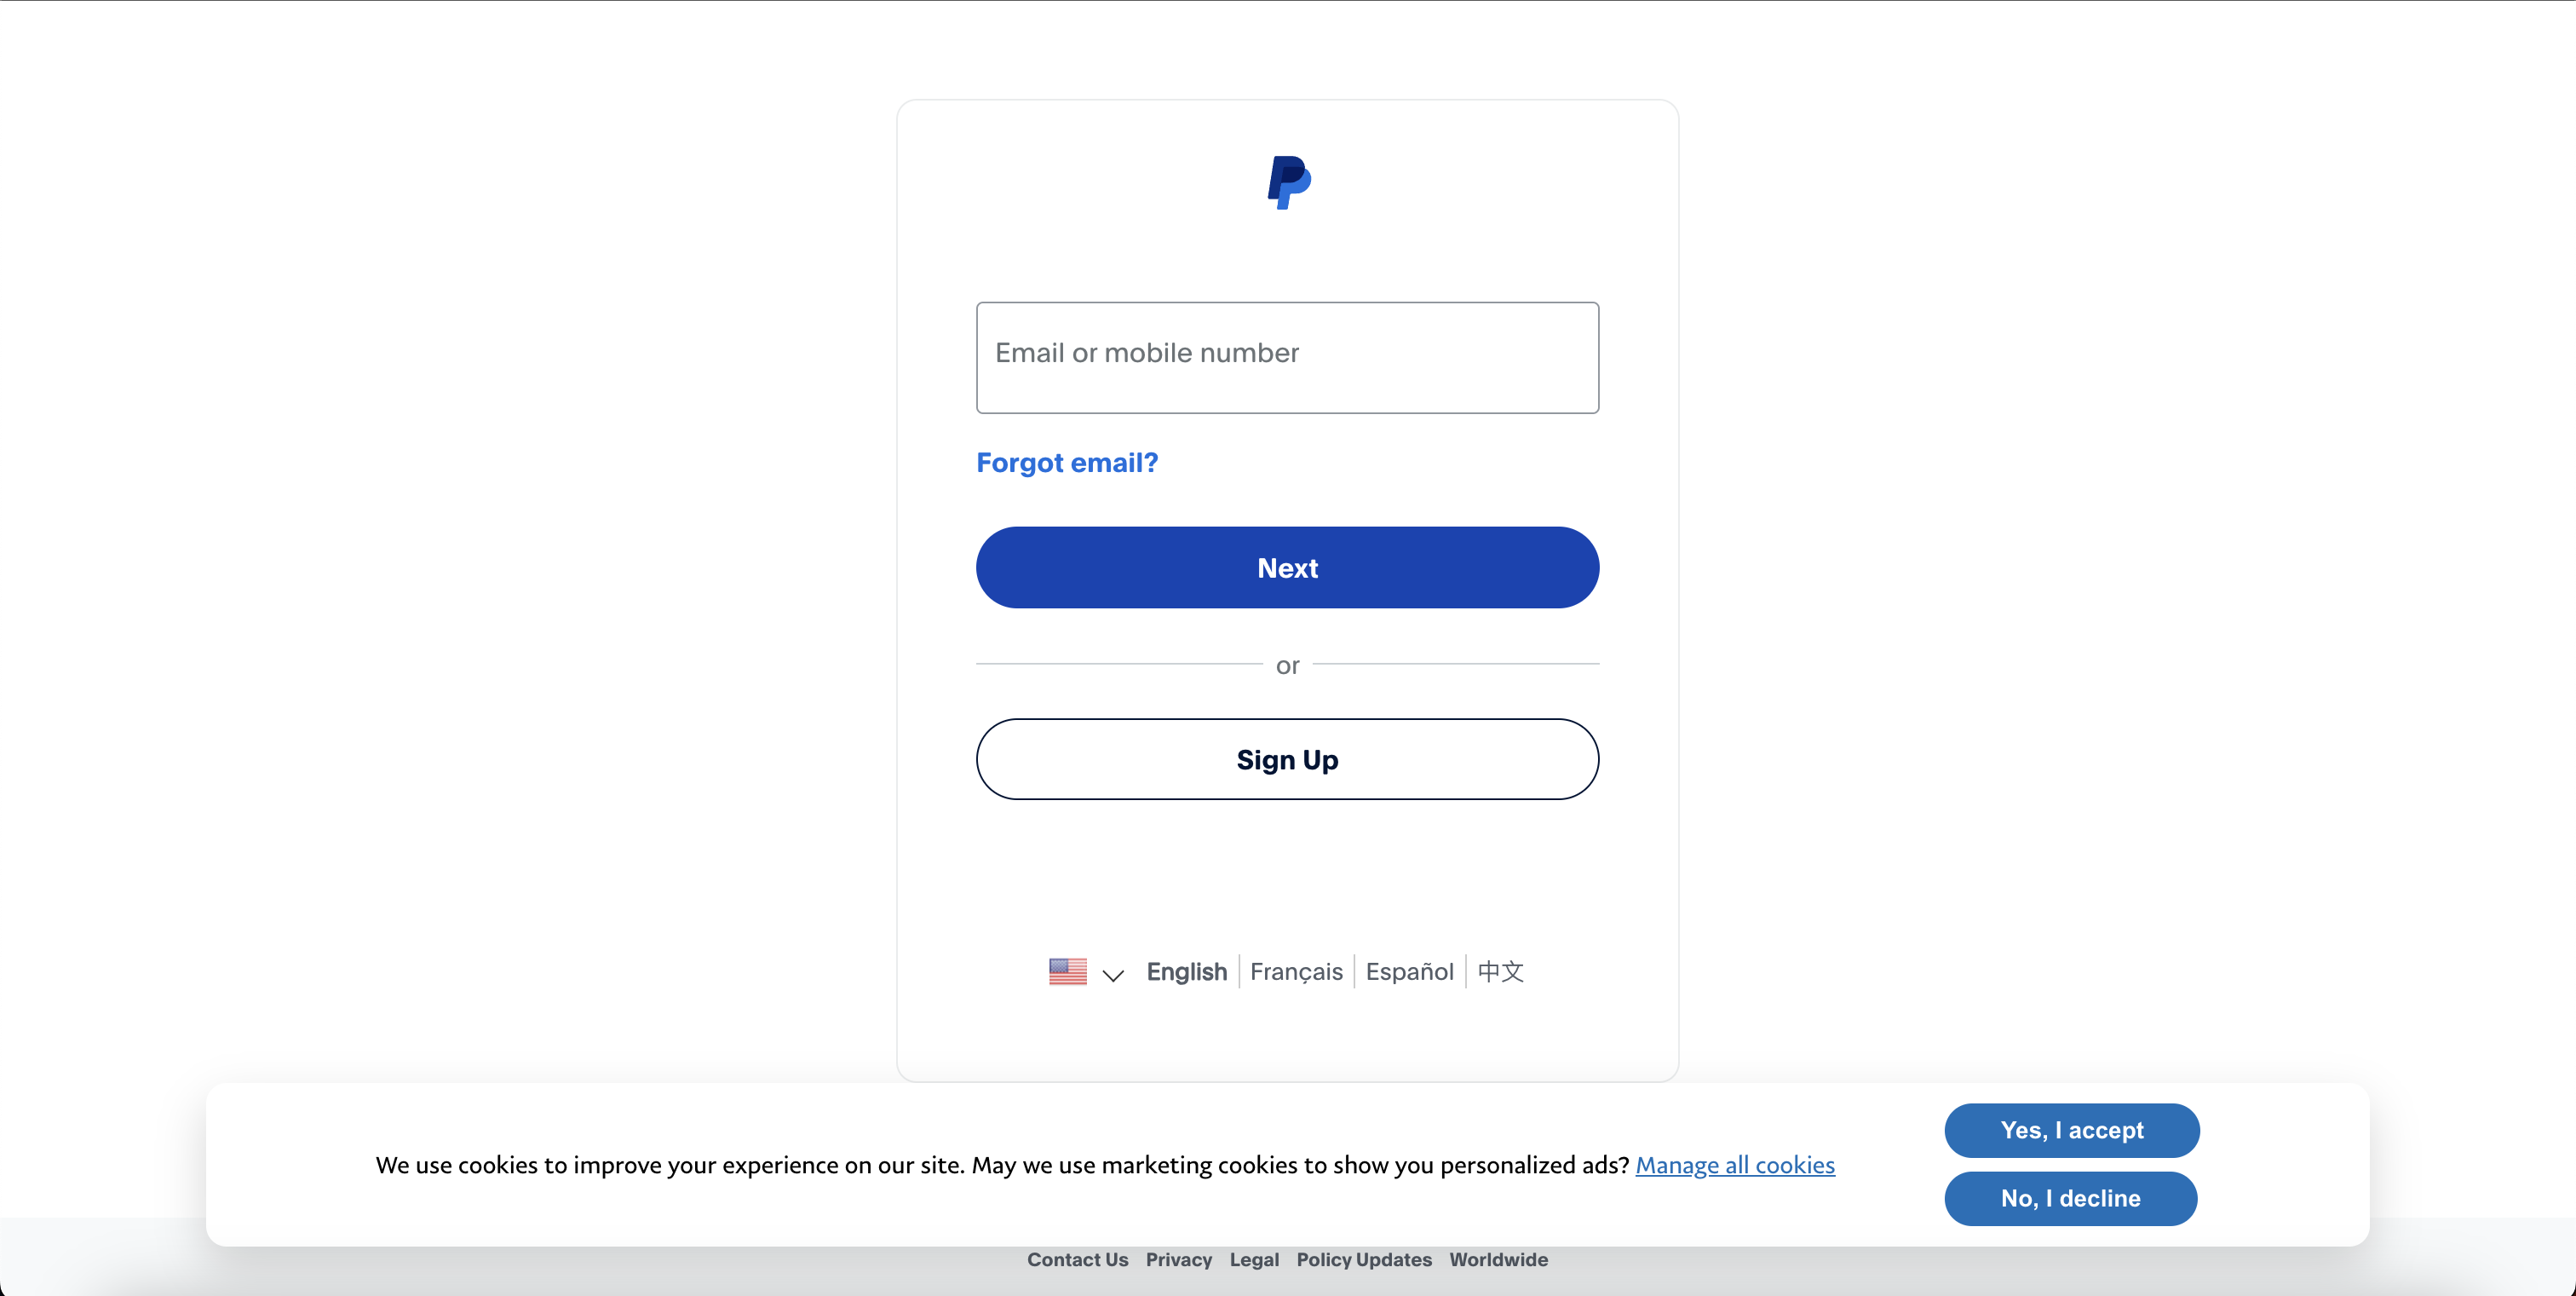 Email or mobile number
Forgot email?
Next
or
Sign Up
English Français Español 中文
We use cookies to improve your experience on our site. May we use marketing cookies to show you personalized ads? Manage all cookies
Yes, I accept
No, I decline
Contact Us Privacy Legal Policy Updates Worldwide